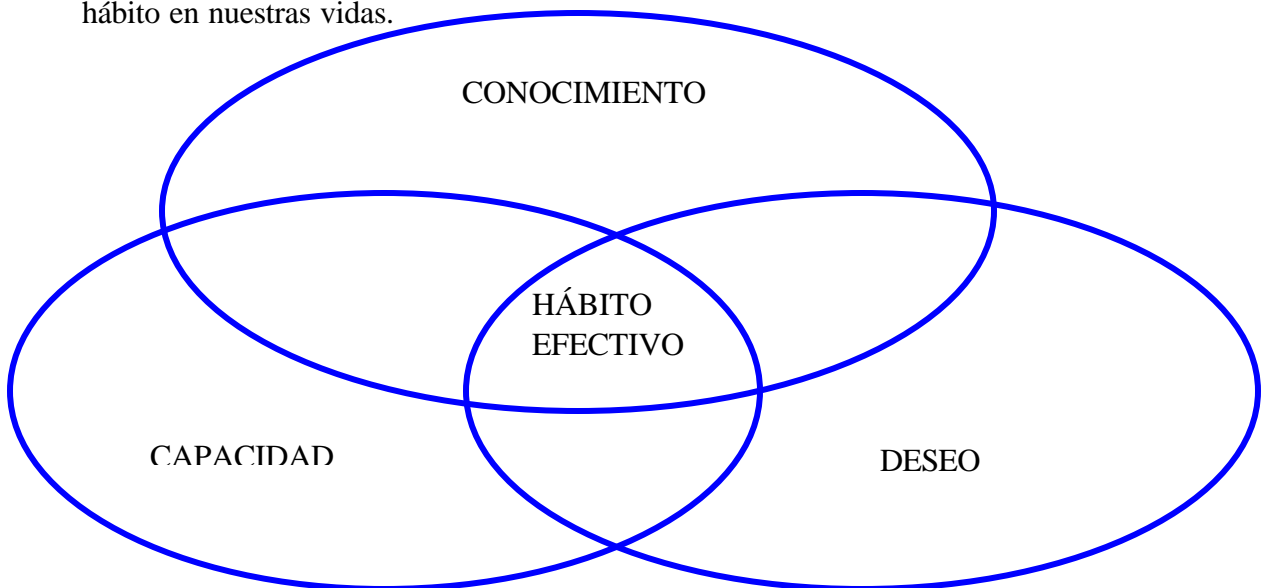 hábito en nuestras vidas.
CONOCIMIENTO
HÁBITO
EFECTIVO
CAPACIDAD
DESEO